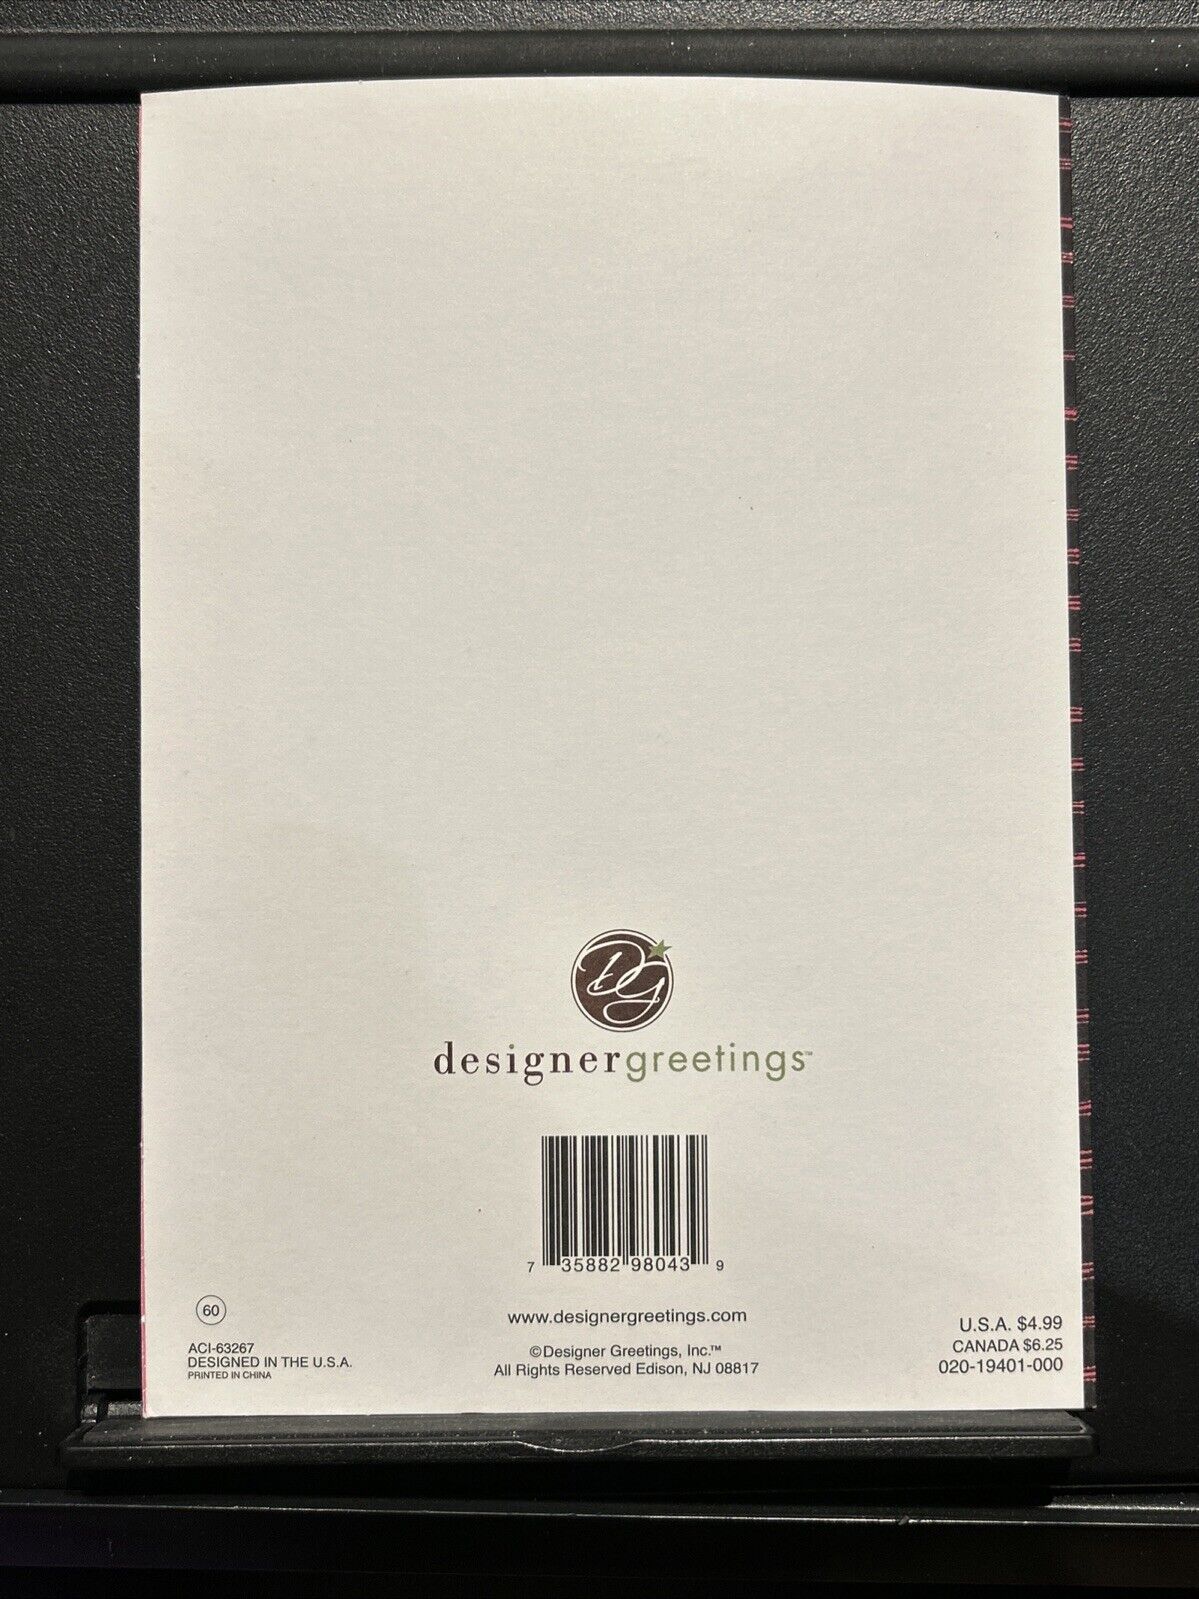 DG
designergreetings™
7 35882 98043 9
60
www.designergreetings.com
ACI-63267
DESIGNED IN THE U.S.A.
PRINTED IN CHINA
©Designer Greetings, Inc.™
All Rights Reserved Edison, NJ 08817
U.S.A. $4.99
CANADA $6.25
020-19401-000